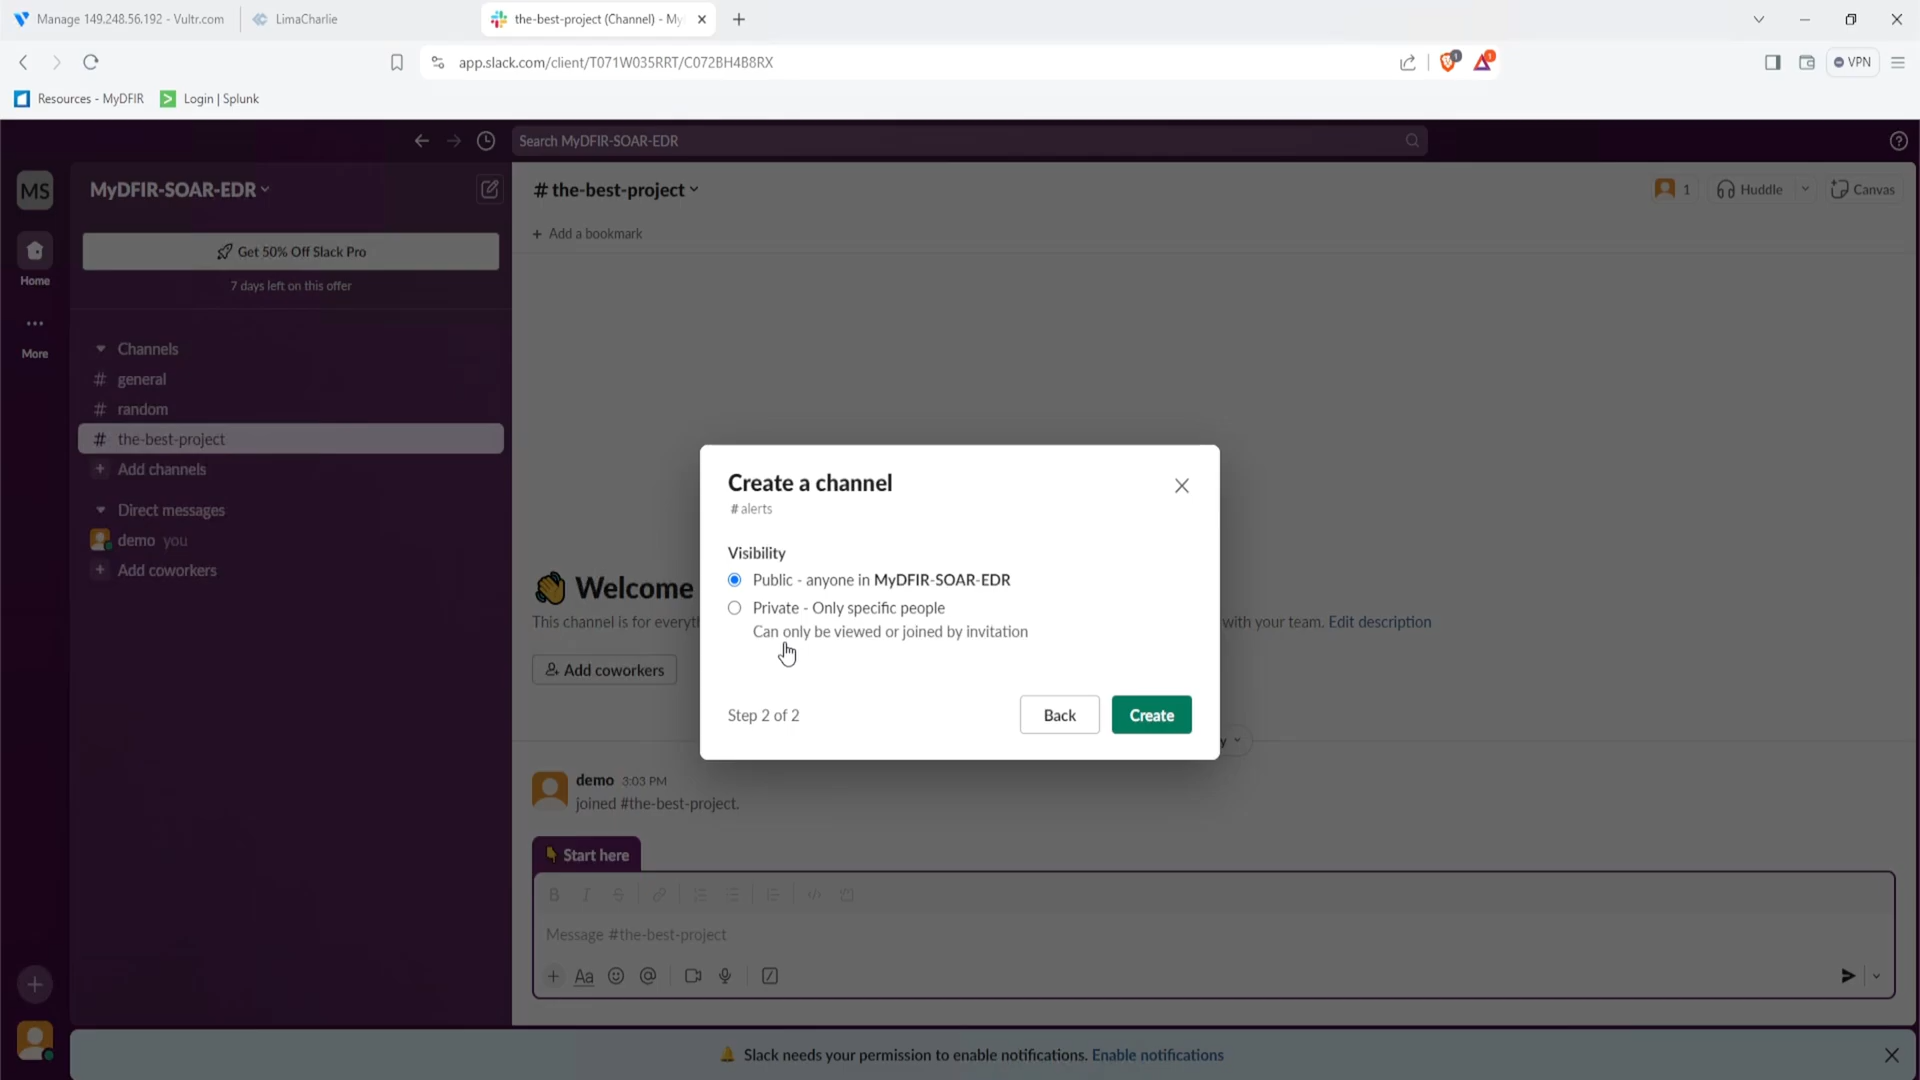 Manage 149.248.56.192 - Vultr.com
LimaCharlie
the-best-project (Channel) - My
app.slack.com/client/T071W035RRT/C072BH4B8RX
1
1
VPN
Resources - MyDFIR
Login | Splunk
Search MyDFIR-SOAR-EDR
MS
MyDFIR-SOAR-EDR
# the-best-project
1
Huddle
Canvas
+ Add a bookmark
Get 50% Off Slack Pro
7 days left on this offer
Home
More
Channels
# general
# random
# the-best-project
+ Add channels
Direct messages
demo you
+ Add coworkers
Create a channel
# alerts
Visibility
Public - anyone in MyDFIR-SOAR-EDR
Private - Only specific people
Can only be viewed or joined by invitation
Step 2 of 2
Back
Create
Welcome
This channel is for everyt
with your team. Edit description
Add coworkers
y
demo 3:03 PM
joined #the-best-project.
Start here
B I S
Message #the-best-project
+ Aa @
Slack needs your permission to enable notifications. Enable notifications